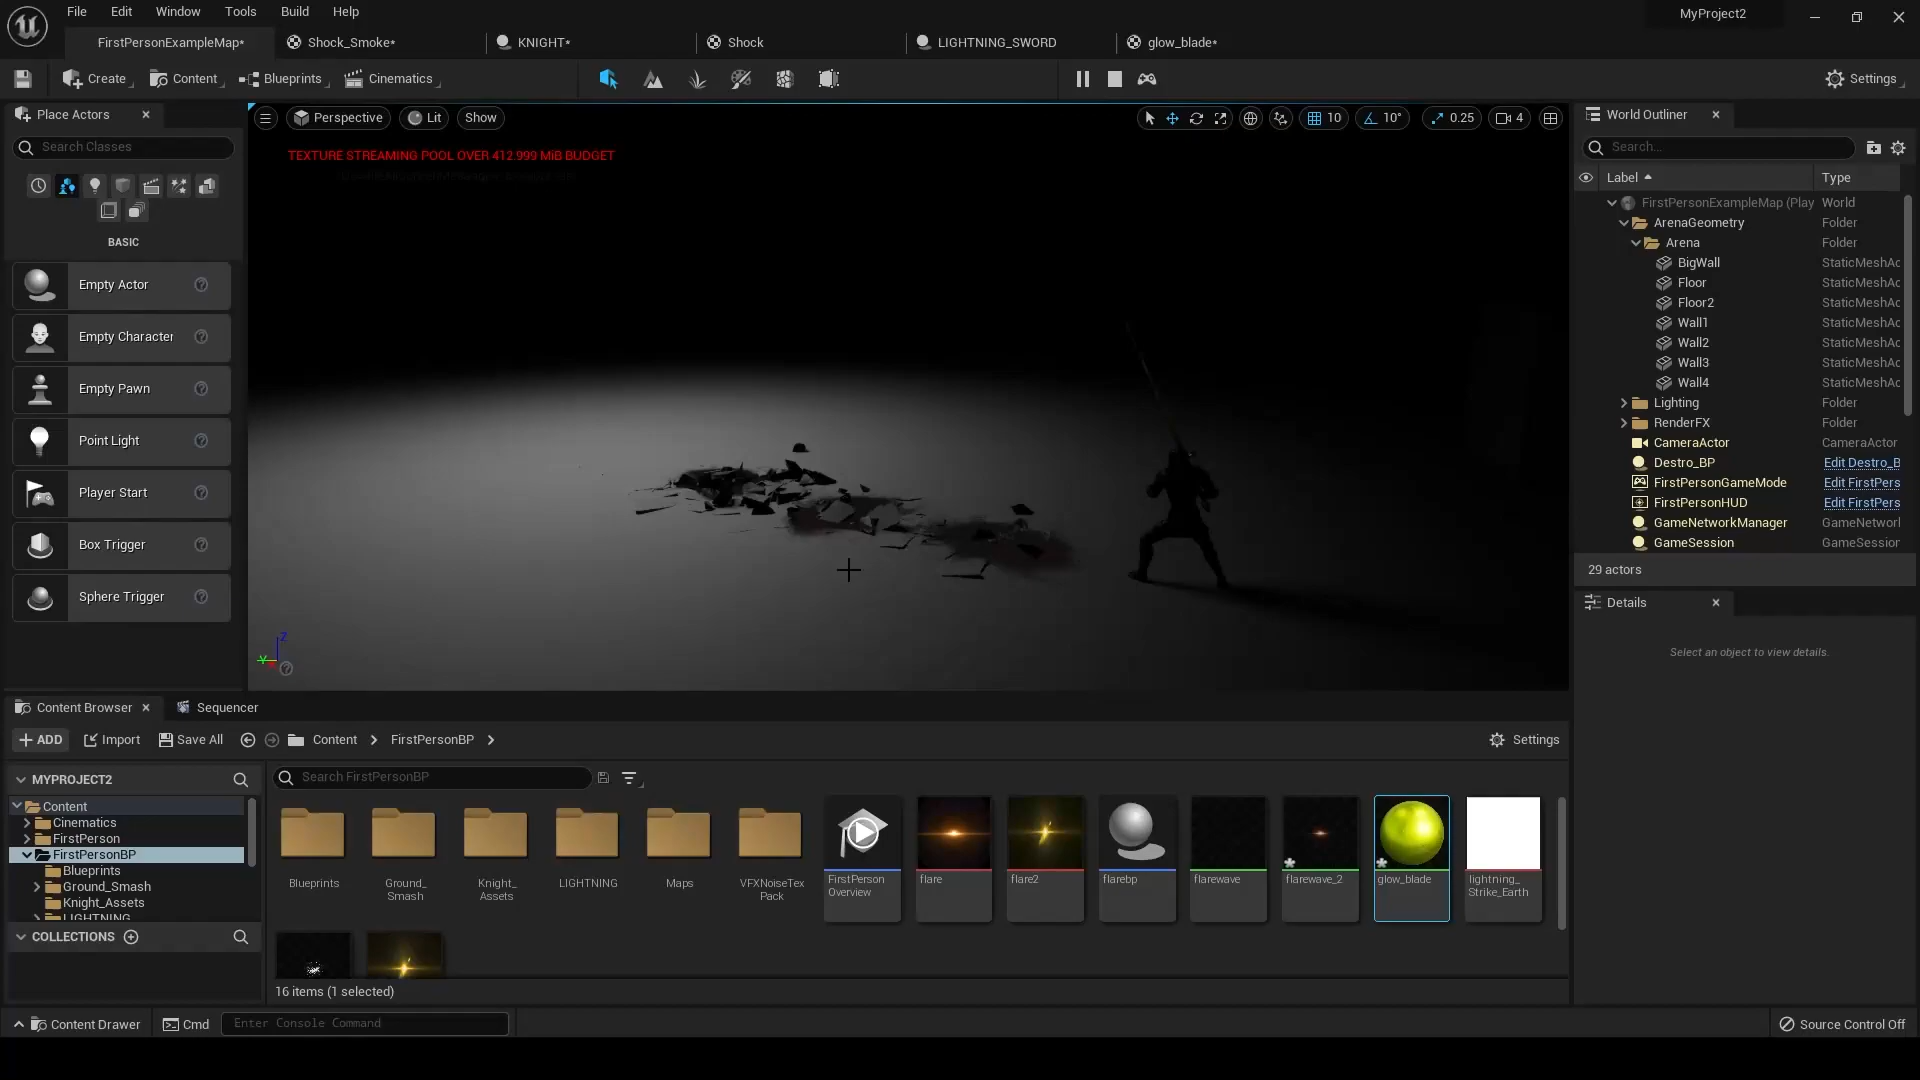 File Edit Window Tools Build Help
MyProject2
FirstPersonExampleMap* Shock_Smoke* KNIGHT* Shock LIGHTNING_SWORD glow_blade*
Create Content Blueprints Cinematics Settings
Place Actors
Search Classes
BASIC
Empty Actor
Empty Character
Empty Pawn
Point Light
Player Start
Box Trigger
Sphere Trigger
Perspective Lit Show 10 10° 0.25 4
TEXTURE STREAMING POOL OVER 412.999 MiB BUDGET
Z
Y
World Outliner
Search...
Label Type
FirstPersonExampleMap (Play World
ArenaGeometry Folder
Arena Folder
BigWall StaticMeshAc
Floor StaticMeshAc
Floor2 StaticMeshAc
Wall1 StaticMeshAc
Wall2 StaticMeshAc
Wall3 StaticMeshAc
Wall4 StaticMeshAc
Lighting Folder
RenderFX Folder
CameraActor CameraActor
Destro_BP Edit Destro_B
FirstPersonGameMode Edit FirstPers
FirstPersonHUD Edit FirstPers
GameNetworkManager GameNetworl
GameSession GameSession
29 actors
Details
Select an object to view details.
Content Browser Sequencer
ADD Import Save All Content FirstPersonBP Settings
MYPROJECT2
Content
Cinematics
FirstPerson
FirstPersonBP
Blueprints
Ground_Smash
Knight_Assets
LIGHTNING
COLLECTIONS
Search FirstPersonBP
Blueprints
Ground_
Smash
Knight_
Assets
LIGHTNING
Maps
VFXNoiseTex
Pack
FirstPerson
Overview
flare
flare2
flarebp
flarewave
flarewave_2
glow_blade
lightning_
Strike_Earth
16 items (1 selected)
Content Drawer Cmd Enter Console Command Source Control Off